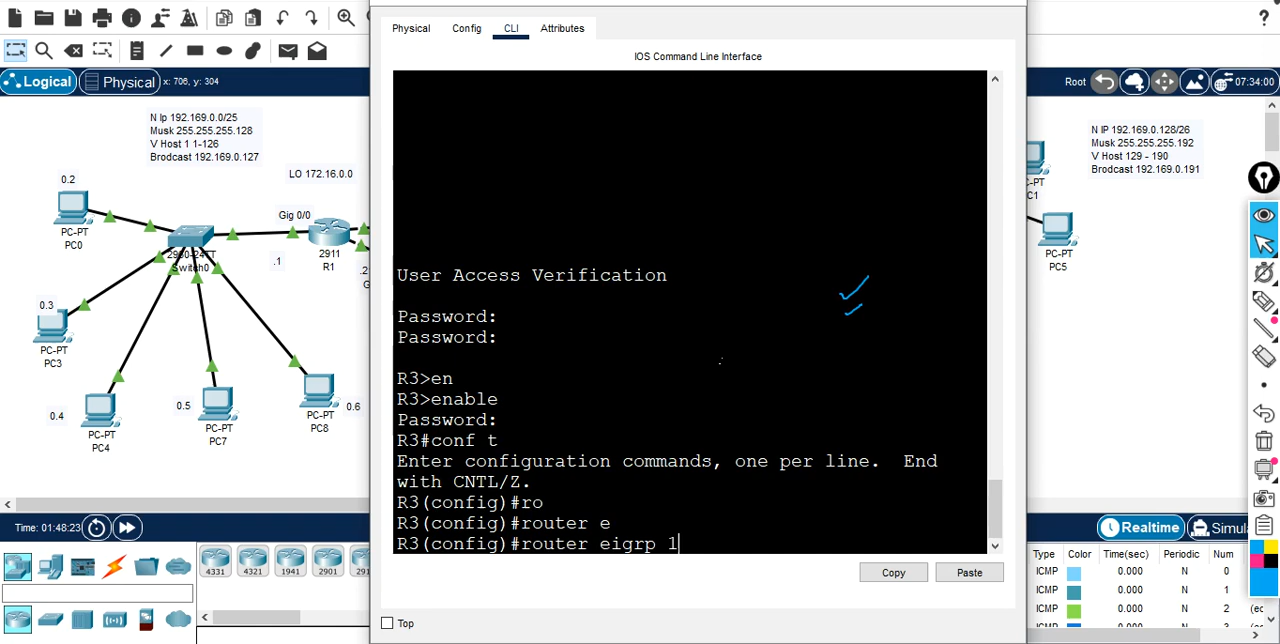 Physical
Config
CLI
Attributes
IOS Command Line Interface
Logical
Physical
x: 706, y: 304
Root
07:34:00
N Ip 192.169.0.0/25
Musk 255.255.255.128
V Host 1 1-126
Brodcast 192.169.0.127
LO 172.16.0.0
N IP 192.169.0.128/26
Musk 255.255.255.192
V Host 129 - 190
Brodcast 192.169.0.191
0.2
PC-PT
PC0
Gig 0/0
2960-24TT
Switch0
.1
2911
R1
.2
G
-PT
C1
PC-PT
PC5
0.3
PC-PT
PC3
0.4
PC-PT
PC4
0.5
PC-PT
PC7
0.6
PC-PT
PC8
User Access Verification
Password:
Password:
R3>en
R3>enable
Password:
R3#conf t
Enter configuration commands, one per line. End
with CNTL/Z.
R3(config)#ro
R3(config)#router e
R3(config)#router eigrp 1
Copy
Paste
Top
Time: 01:48:23
Realtime
Simul
4331
4321
1941
2901
291
Type Color Time(sec) Periodic Num
ICMP 0.000 N 0
ICMP 0.000 N 1
ICMP 0.000 N 2 (ec